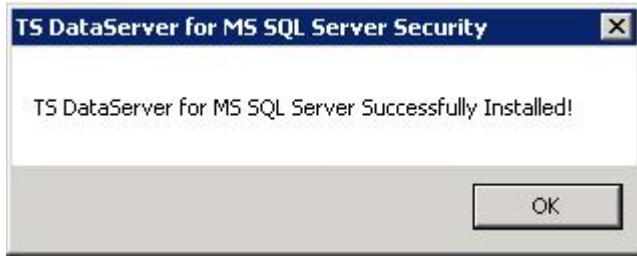 TS DataServer for MS SQL Server Security
TS DataServer for MS SQL Server Successfully Installed!
OK